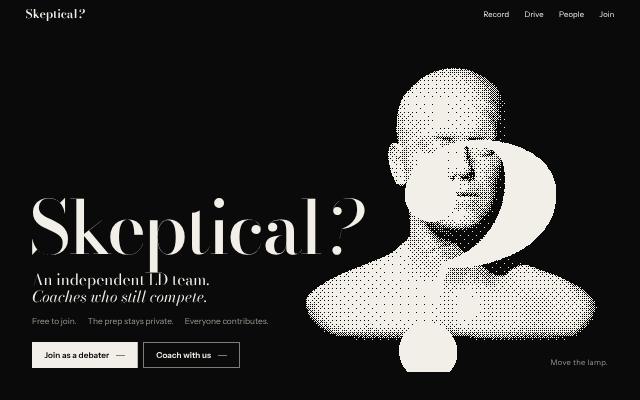 Skeptical?
Record Drive People Join
Skeptical?
An independent LD team.
Coaches who still compete.
Free to join. The prep stays private. Everyone contributes.
Join as a debater —
Coach with us —
Move the lamp.